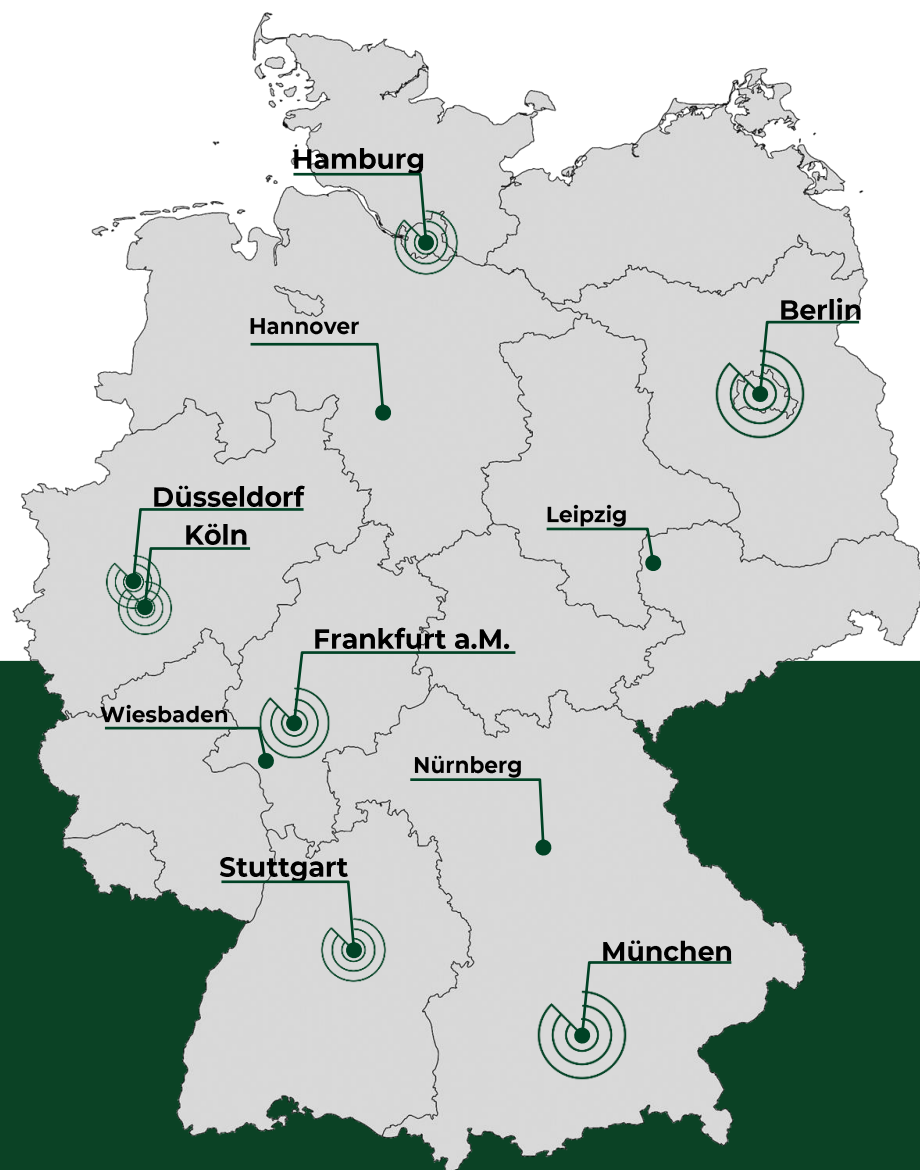 Hamburg
Berlin
Hannover
Düsseldorf
Leipzig
Köln
Frankfurt a.M.
Wiesbaden
Nürnberg
Stuttgart
München